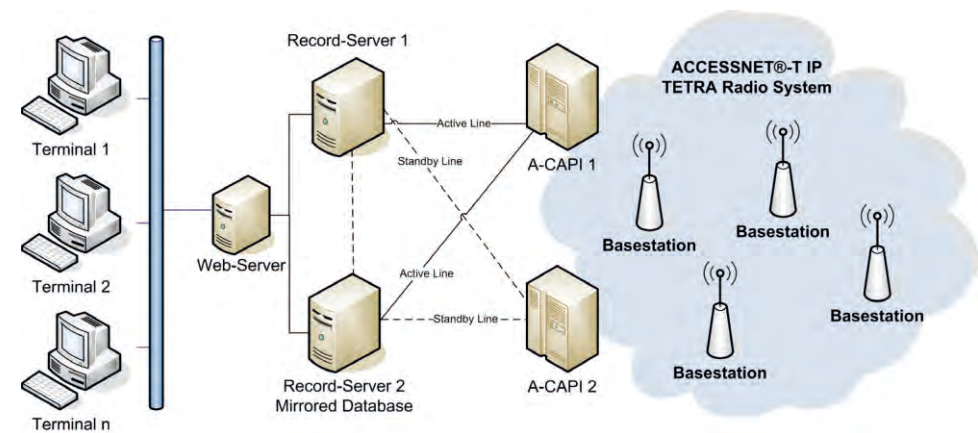 Terminal 1
Terminal 2
Terminal n
Web-Server
Record-Server 1
Record-Server 2
Mirrored Database
Active Line
Standby Line
Active Line
Standby Line
A-CAPI 1
A-CAPI 2
ACCESSNET®-T IP
TETRA Radio System
Basestation
Basestation
Basestation
Basestation